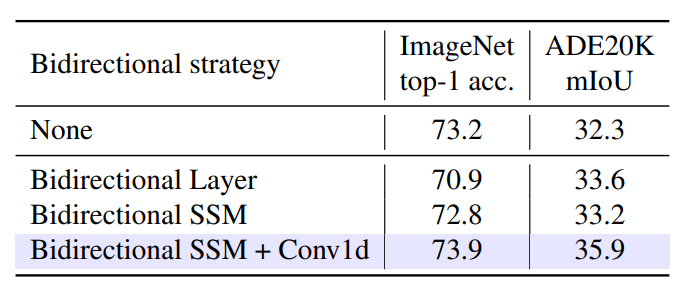 Bidirectional strategy ImageNet top-1 acc. ADE20K mIoU
None 73.2 32.3
Bidirectional Layer 70.9 33.6
Bidirectional SSM 72.8 33.2
Bidirectional SSM + Conv1d 73.9 35.9